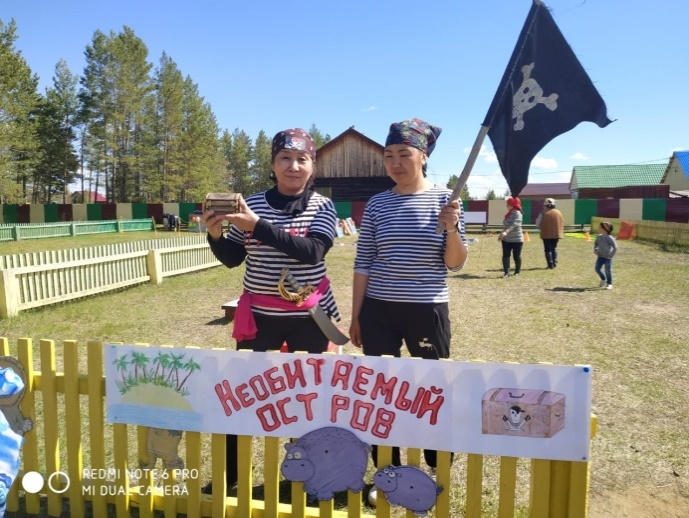 Необитаемый
остров
REDMI NOTE 6 PRO
MI DUAL CAMERA